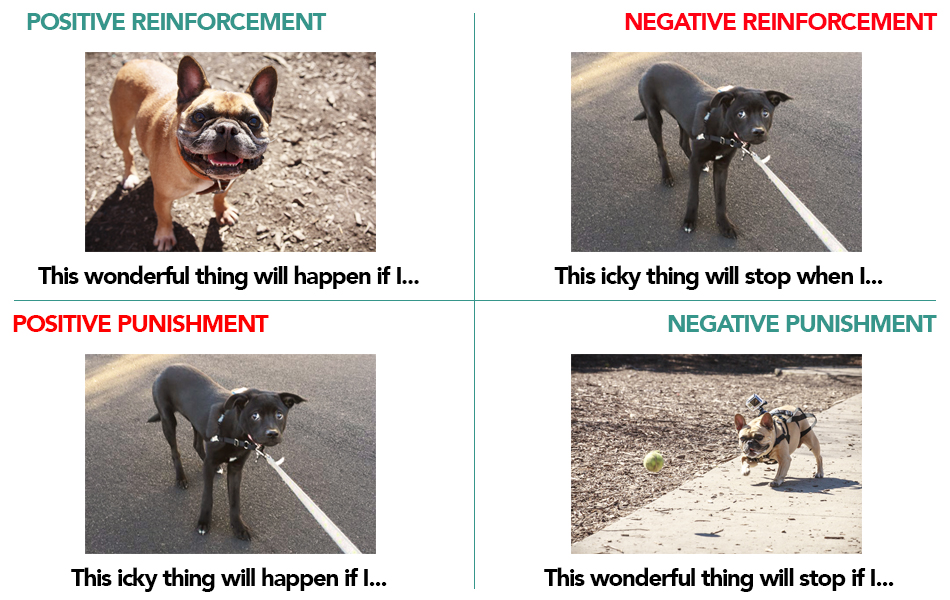 POSITIVE REINFORCEMENT
NEGATIVE REINFORCEMENT
This wonderful thing will happen if I...
This icky thing will stop when I...
POSITIVE PUNISHMENT
NEGATIVE PUNISHMENT
This icky thing will happen if I...
This wonderful thing will stop if I...